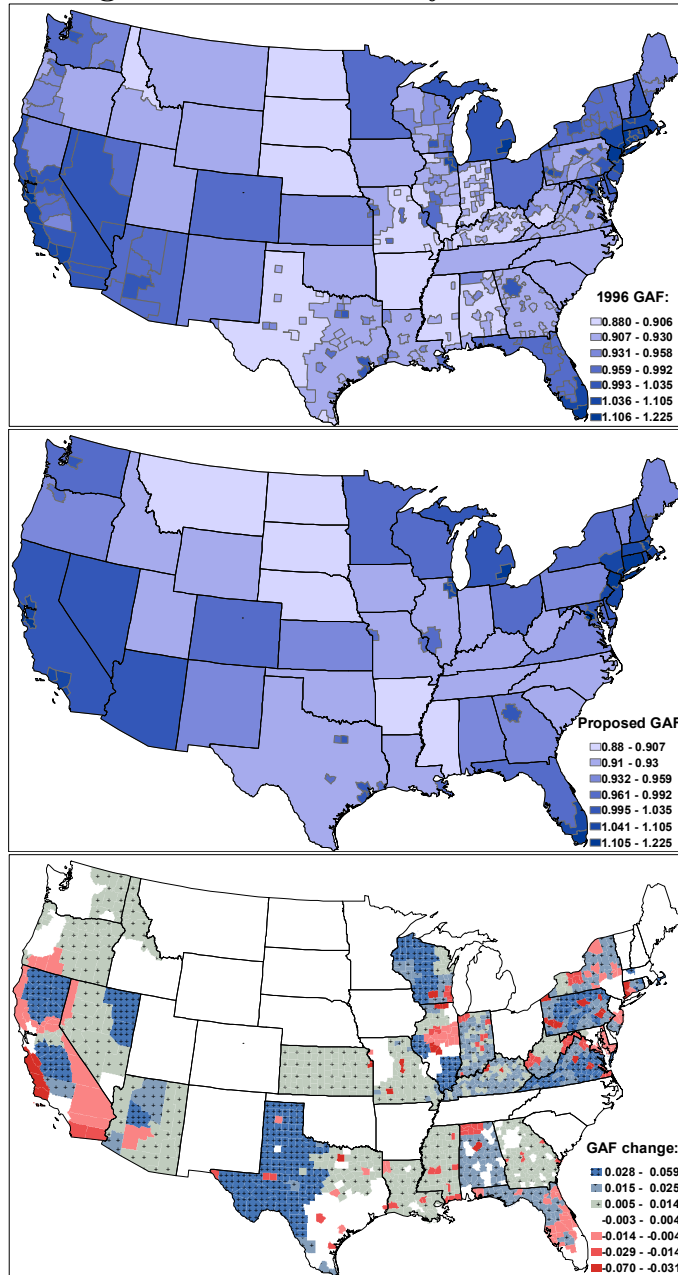 1996 GAF:
0.880 - 0.906
0.907 - 0.930
0.931 - 0.958
0.959 - 0.992
0.993 - 1.035
1.036 - 1.105
1.106 - 1.225
Proposed GAF
0.88 - 0.907
0.91 - 0.93
0.932 - 0.959
0.961 - 0.992
0.995 - 1.035
1.041 - 1.105
1.105 - 1.225
GAF change:
0.028 - 0.059
0.015 - 0.025
0.005 - 0.014
-0.003 - 0.004
-0.014 - -0.004
-0.029 - -0.014
-0.070 - -0.031